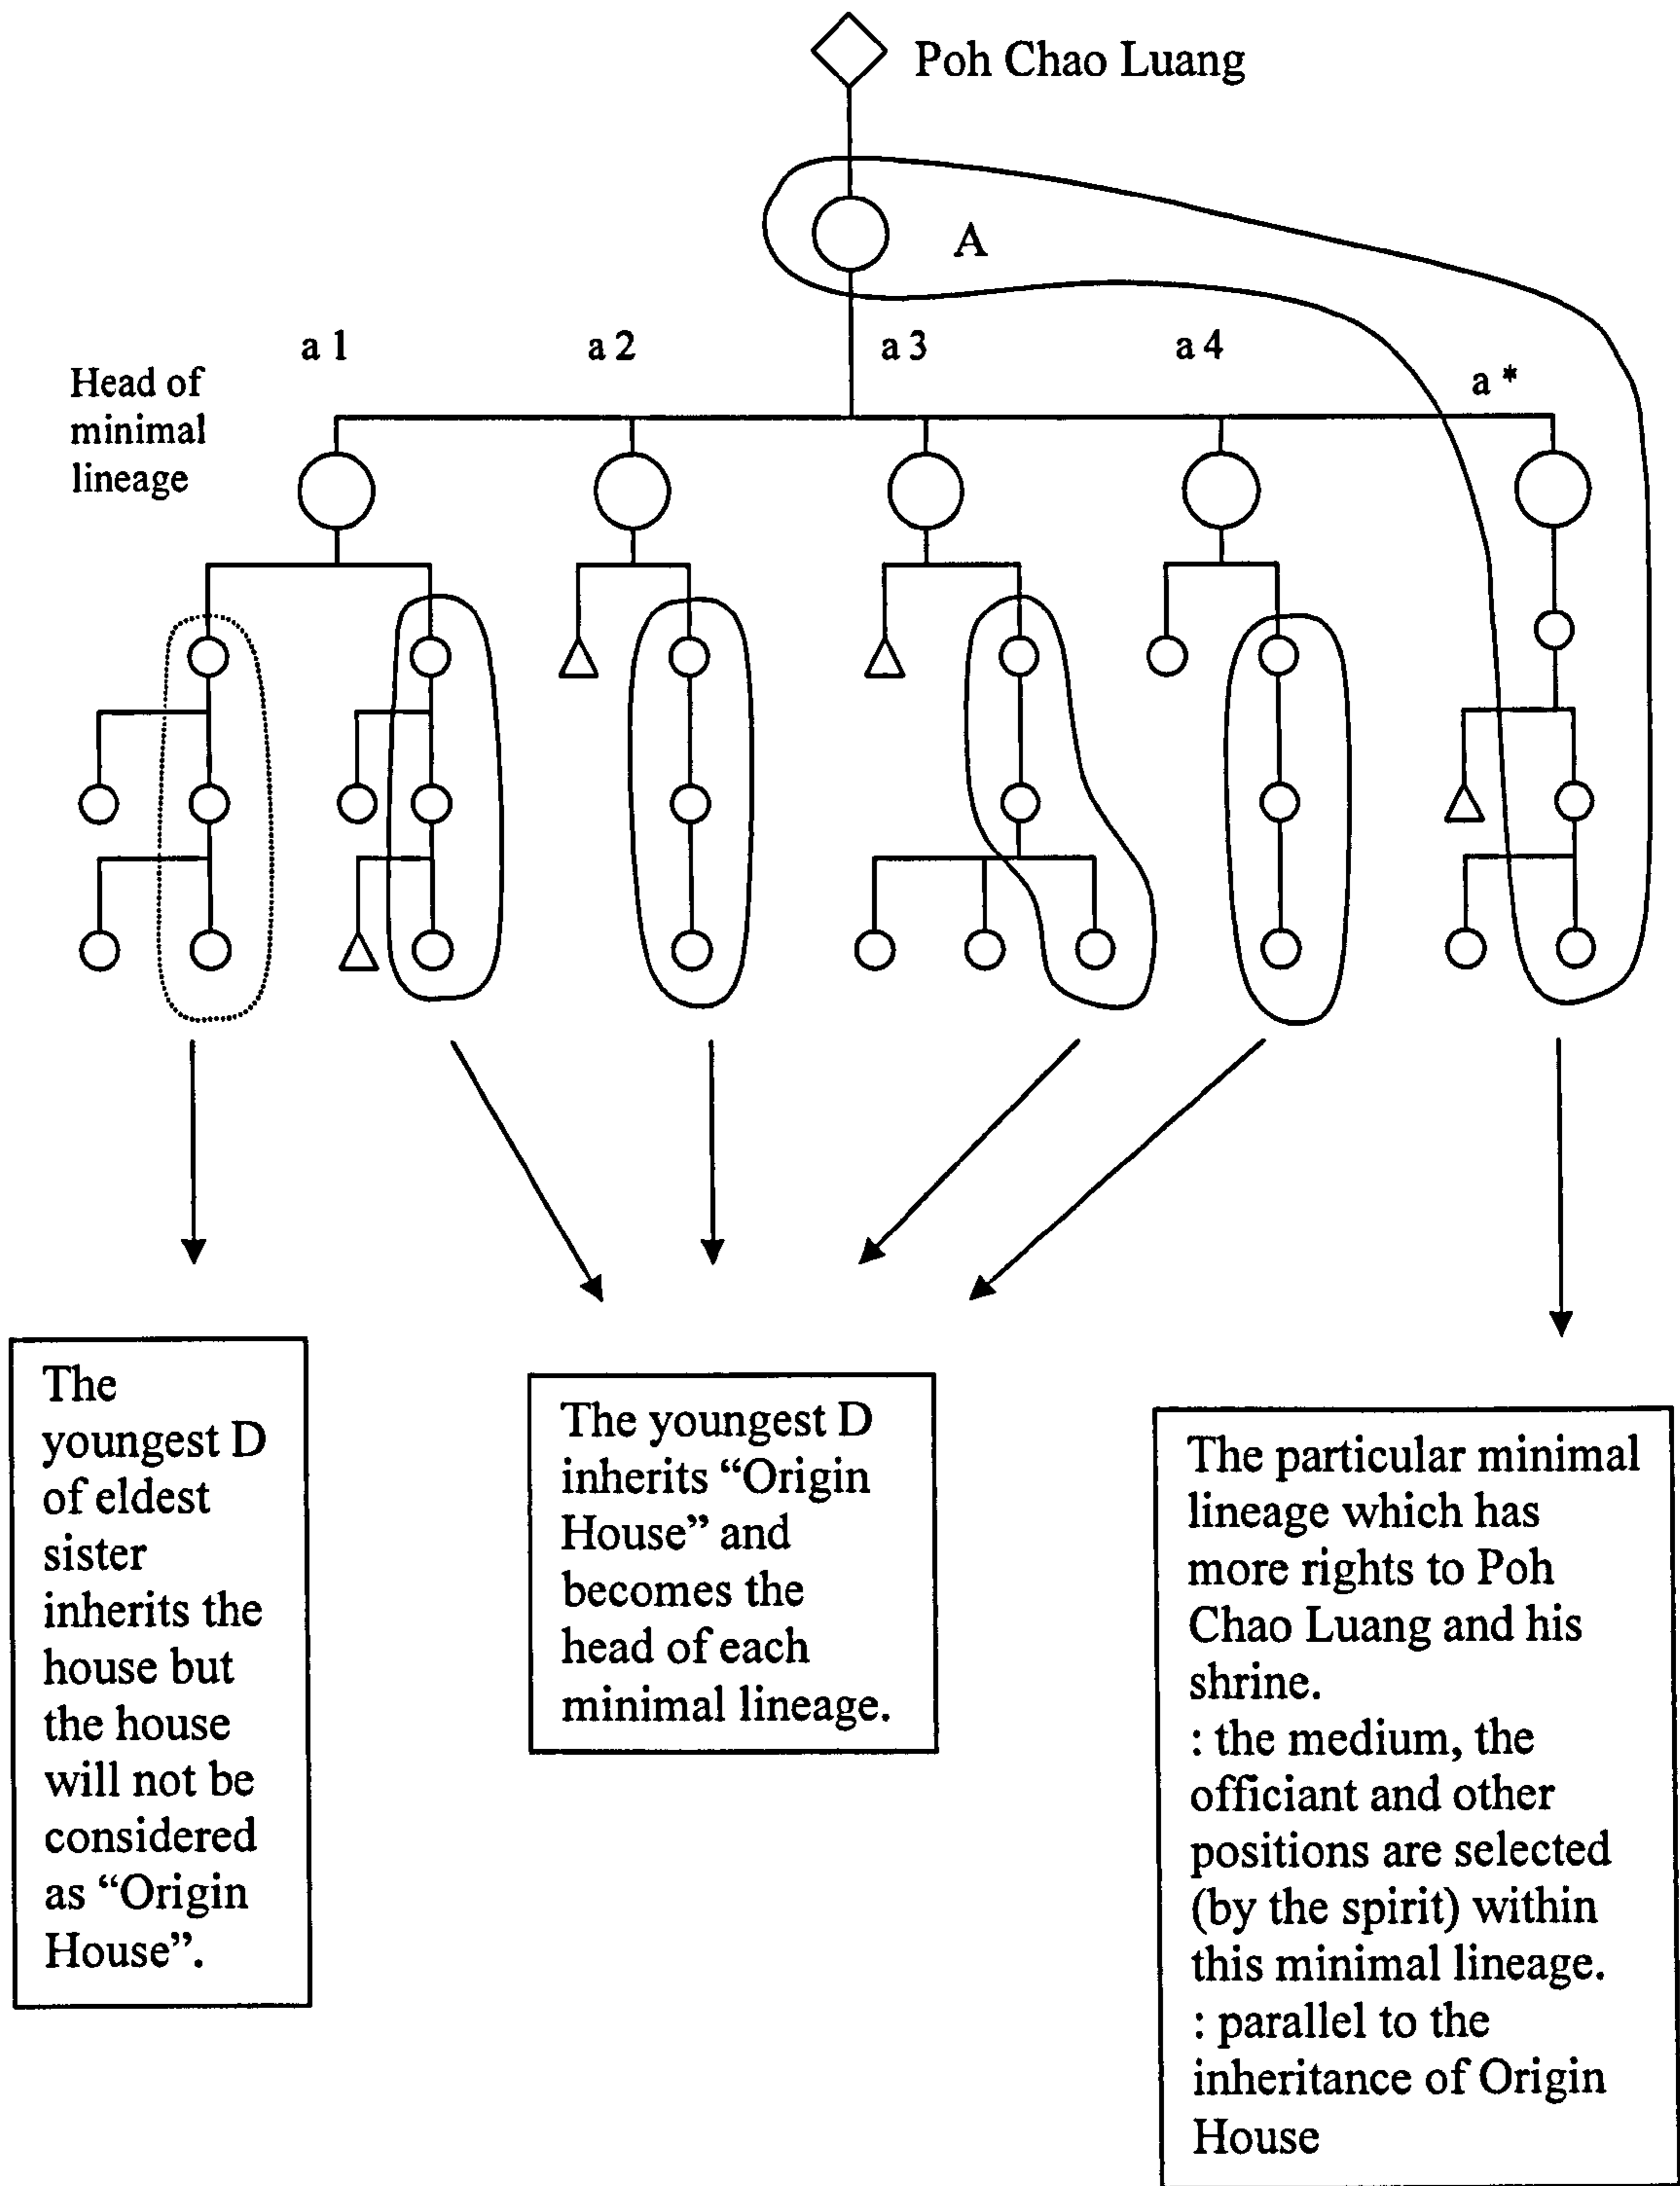 Poh Chao Luang
A
a 1
a 2
a 3
a 4
a *
Head of
minimal
lineage
The
youngest D
of eldest
sister
inherits the
house but
the house
will not be
considered
as “Origin
House”.
The youngest D
inherits “Origin
House” and
becomes the
head of each
minimal lineage.
The particular minimal
lineage which has
more rights to Poh
Chao Luang and his
shrine.
: the medium, the
officiant and other
positions are selected
(by the spirit) within
this minimal lineage.
: parallel to the
inheritance of Origin
House